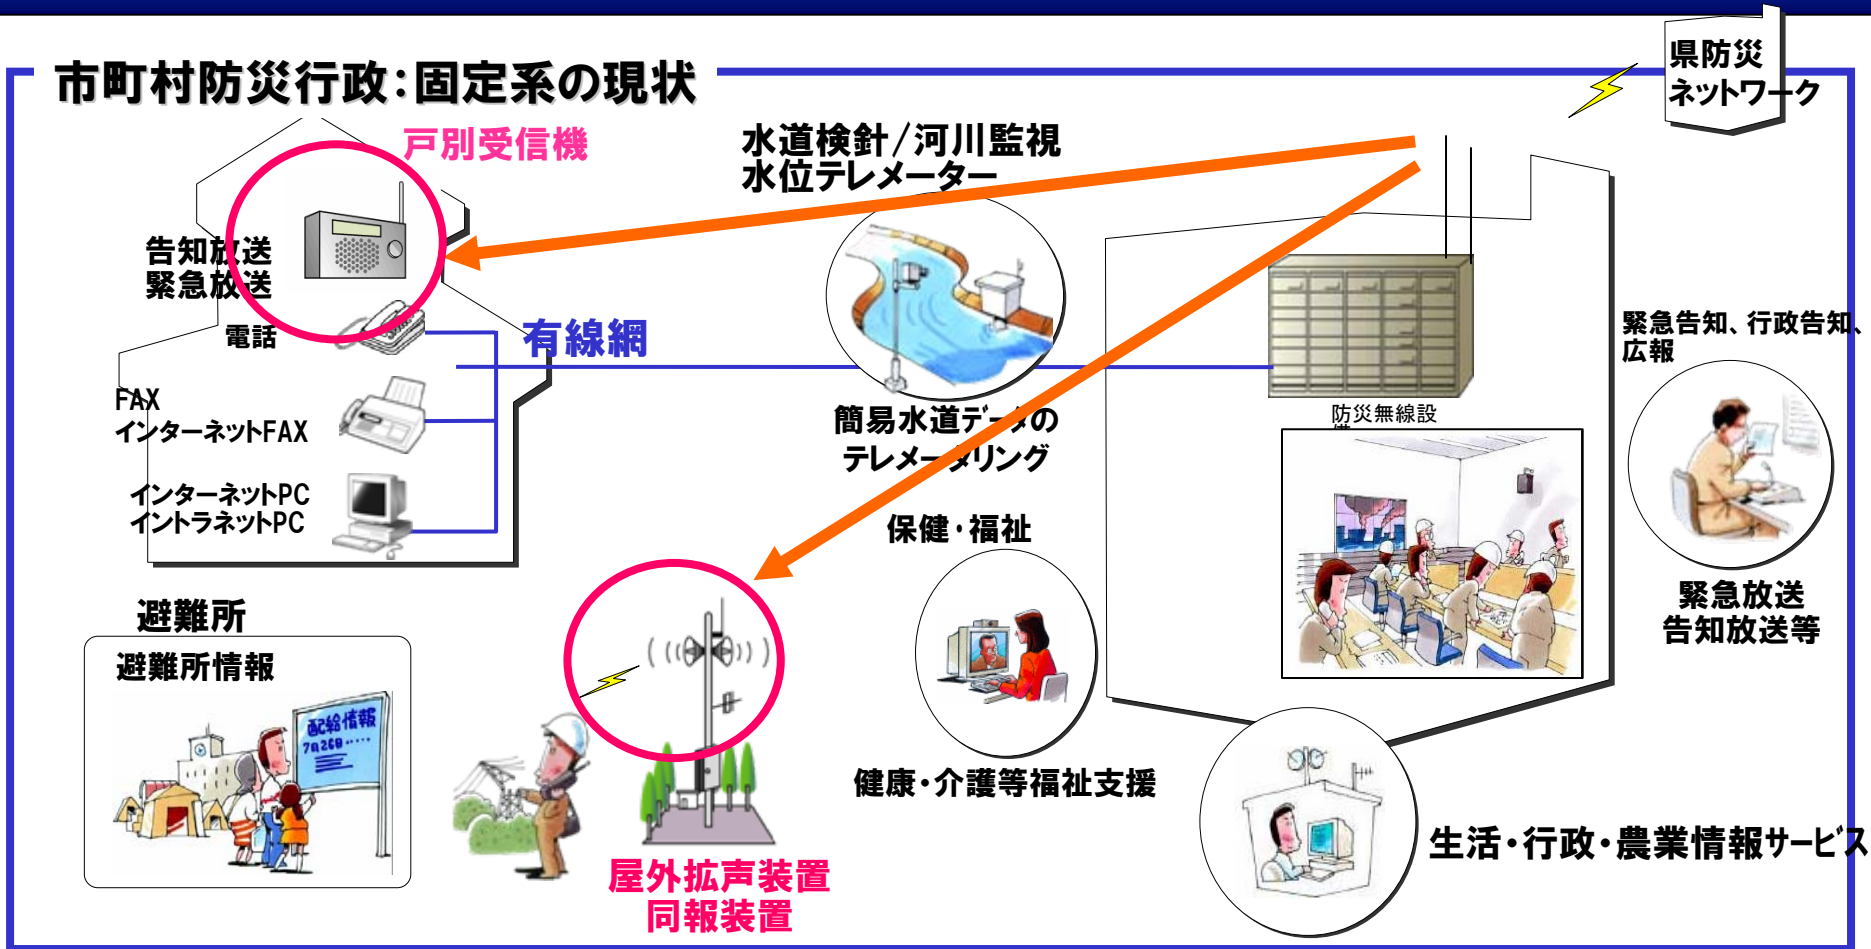 県防災
ネットワーク
市町村防災行政:固定系の現状
戸別受信機
水道検針/河川監視
水位テレメーター
告知放送
緊急放送
電話
有線網
FAX
インターネットFAX
インターネットPC
イントラネットPC
簡易水道データの
テレメータリング
防災無線設
備
緊急告知、行政告知、
広報
緊急放送
告知放送等
保健・福祉
健康・介護等福祉支援
避難所
避難所情報
配給情報
7月26日・・・・・
屋外拡声装置
同報装置
生活・行政・農業情報サービス